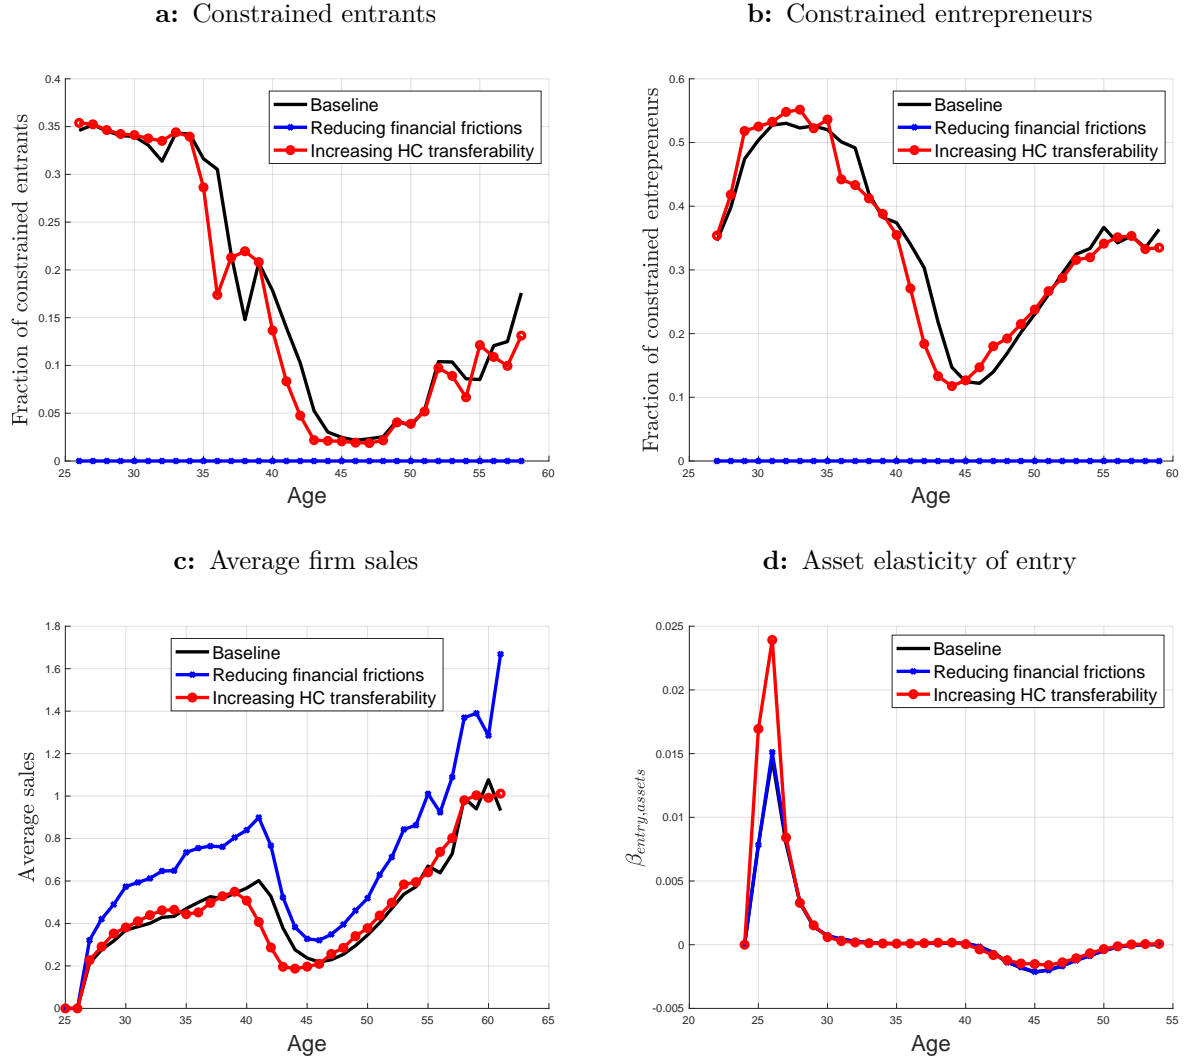 a: Constrained entrants
Fraction of constrained entrants
0.4
0.35
0.3
0.25
0.2
0.15
0.1
0.05
0
25 30 35 40 45 50 55 60
Age
Baseline
Reducing financial frictions
Increasing HC transferability
b: Constrained entrepreneurs
Fraction of constrained entrepreneurs
0.6
0.5
0.4
0.3
0.2
0.1
0
25 30 35 40 45 50 55 60
Age
Baseline
Reducing financial frictions
Increasing HC transferability
c: Average firm sales
Average sales
1.8
1.6
1.4
1.2
1
0.8
0.6
0.4
0.2
0
25 30 35 40 45 50 55 60 65
Age
Baseline
Reducing financial frictions
Increasing HC transferability
d: Asset elasticity of entry
βentry,assets
0.025
0.02
0.015
0.01
0.005
0
-0.005
20 25 30 35 40 45 50 55
Age
Baseline
Reducing financial frictions
Increasing HC transferability